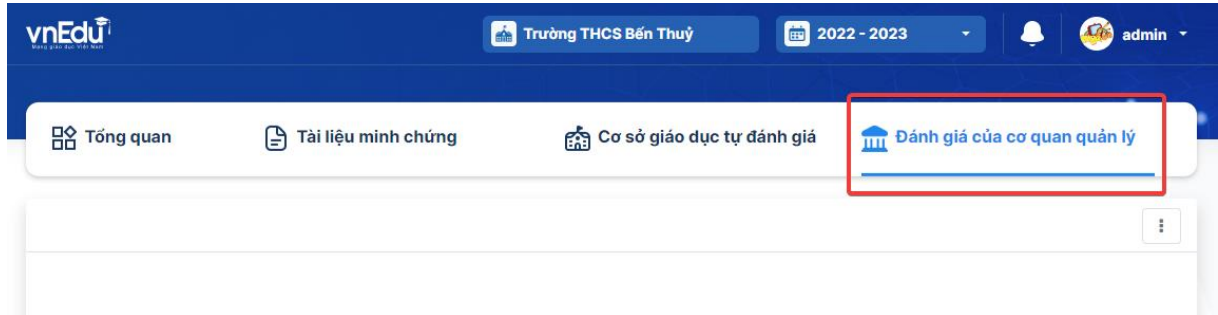 vnEdu
Mạng giáo dục Việt Nam
Trường THCS Bến Thuỷ
2022 - 2023
admin
Tổng quan
Tài liệu minh chứng
Cơ sở giáo dục tự đánh giá
Đánh giá của cơ quan quản lý